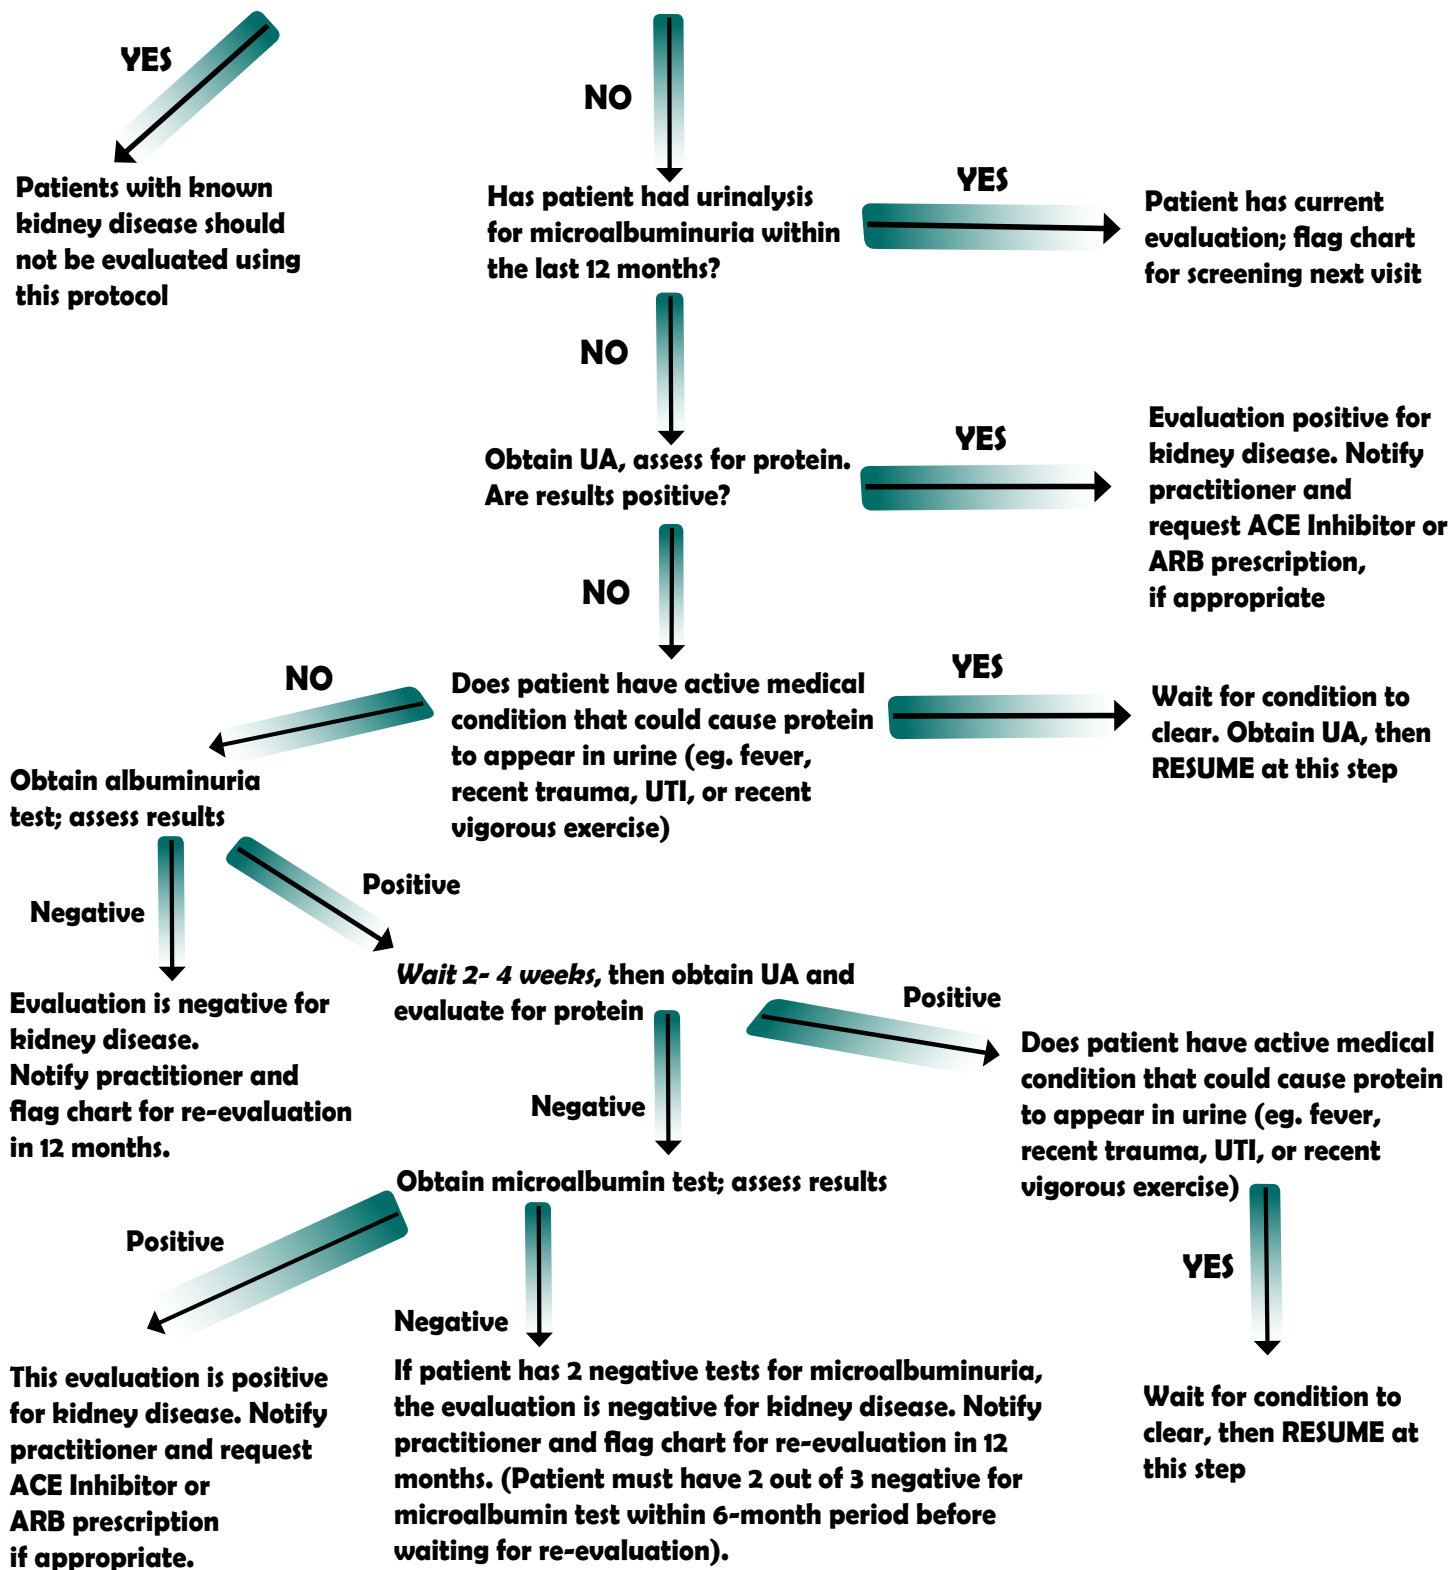 YES
NO
Patients with known
kidney disease should
not be evaluated using
this protocol
Has patient had urinalysis
for microalbuminuria within
the last 12 months?
YES
Patient has current
evaluation; flag chart
for screening next visit
NO
Obtain UA, assess for protein.
Are results positive?
YES
Evaluation positive for
kidney disease. Notify
practitioner and
request ACE Inhibitor or
ARB prescription,
if appropriate
NO
Does patient have active medical
condition that could cause protein
to appear in urine (eg. fever,
recent trauma, UTI, or recent
vigorous exercise)
YES
Wait for condition to
clear. Obtain UA, then
RESUME at this step
NO
Obtain albuminuria
test; assess results
Negative
Positive
Evaluation is negative for
kidney disease.
Notify practitioner and
flag chart for re-evaluation
in 12 months.
Wait 2- 4 weeks, then obtain UA and
evaluate for protein
Positive
Does patient have active medical
condition that could cause protein
to appear in urine (eg. fever,
recent trauma, UTI, or recent
vigorous exercise)
Negative
Obtain microalbumin test; assess results
YES
Wait for condition to
clear, then RESUME at
this step
Positive
This evaluation is positive
for kidney disease. Notify
practitioner and request
ACE Inhibitor or
ARB prescription
if appropriate.
Negative
If patient has 2 negative tests for microalbuminuria,
the evaluation is negative for kidney disease. Notify
practitioner and flag chart for re-evaluation in 12
months. (Patient must have 2 out of 3 negative for
microalbumin test within 6-month period before
waiting for re-evaluation).